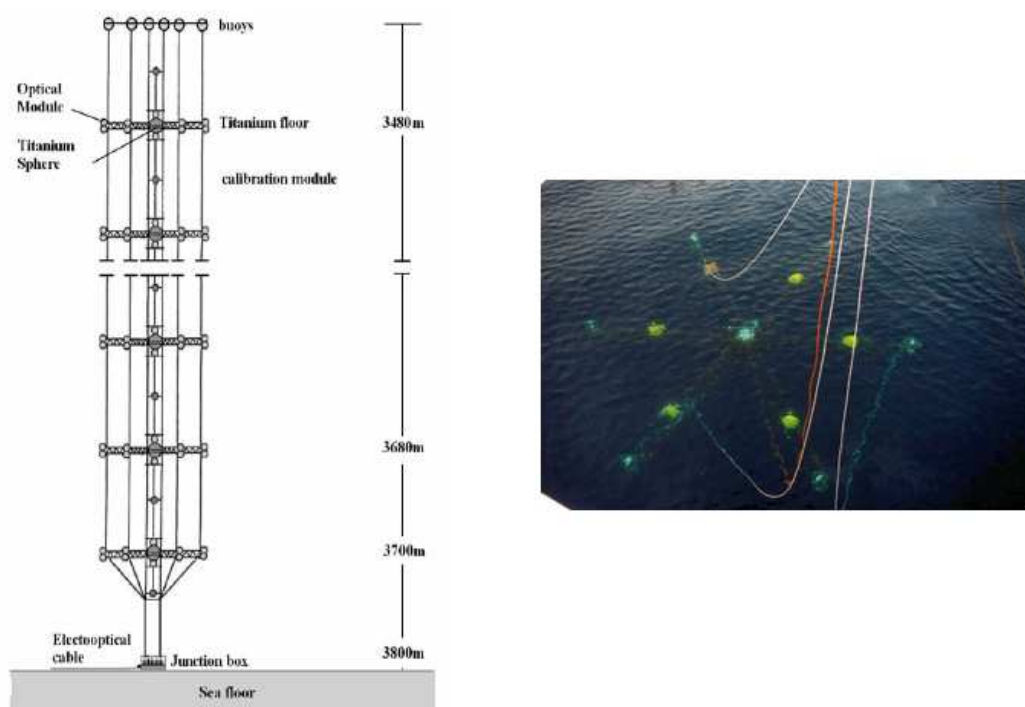 buoys
Optical
Module
Titanium floor
3480m
Titanium
Sphere
calibration module
3680m
3700m
Electooptical
cable
Junction box
3800m
Sea floor